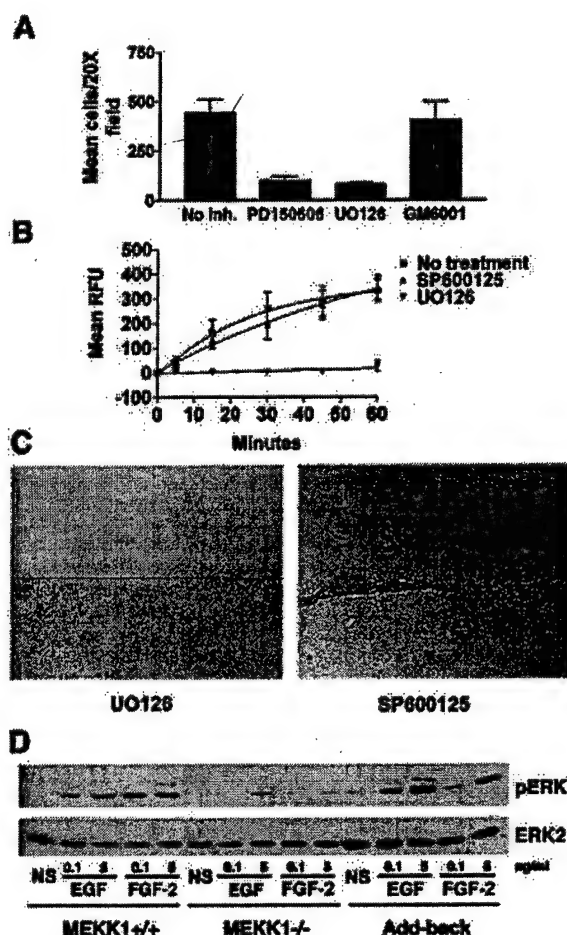 A
Mean cells/20X
field
750
500
250
0
No Inh. PD150606 UO126 GM6001
B
Mean RFU
500
400
300
200
100
0
-100
0 10 20 30 40 50 60
Minutes
No treatment
SP600125
UO126
C
UO126 SP600125
D
pERK
ERK2
NS 0.1 5 0.1 5 NS 0.1 5 0.1 5 NS 0.1 5 0.1 5
EGF FGF-2 EGF FGF-2 EGF FGF-2
MEKK1+/+ MEKK1-/- Add-back